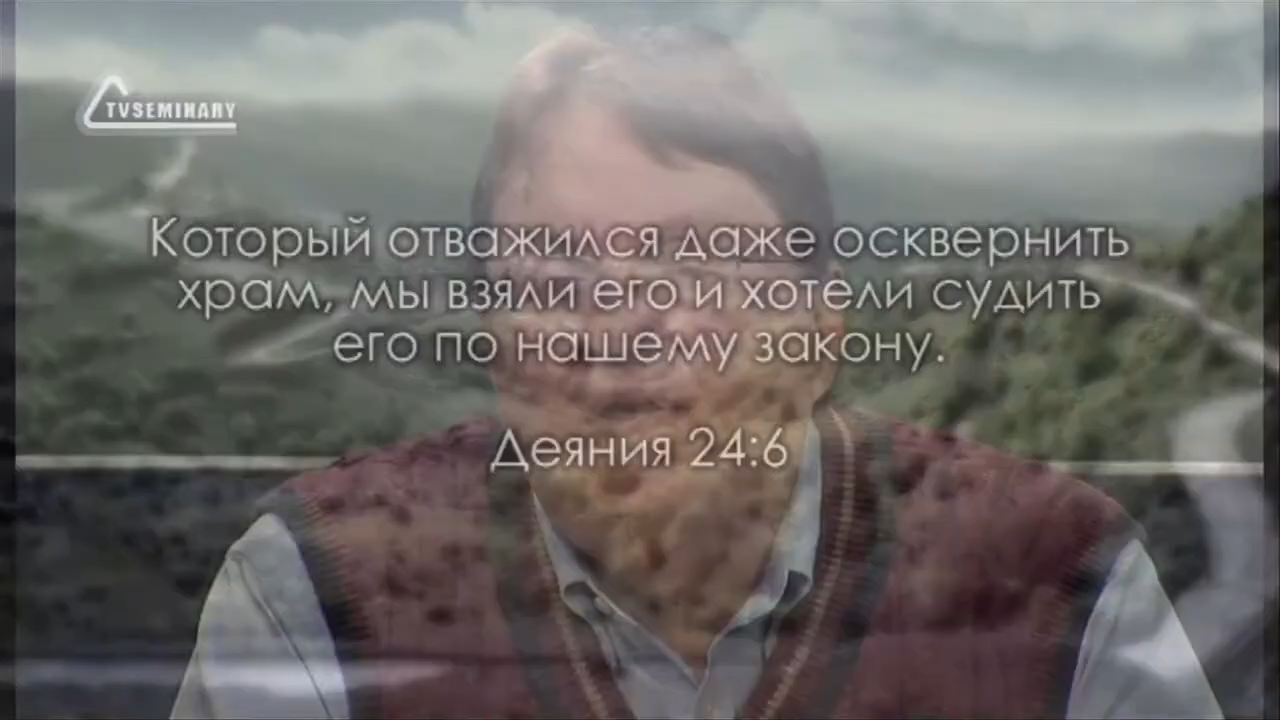 TVSEMINARY
Который отважился даже осквернить
храм, мы взяли его и хотели судить
его по нашему закону.
Деяния 24:6